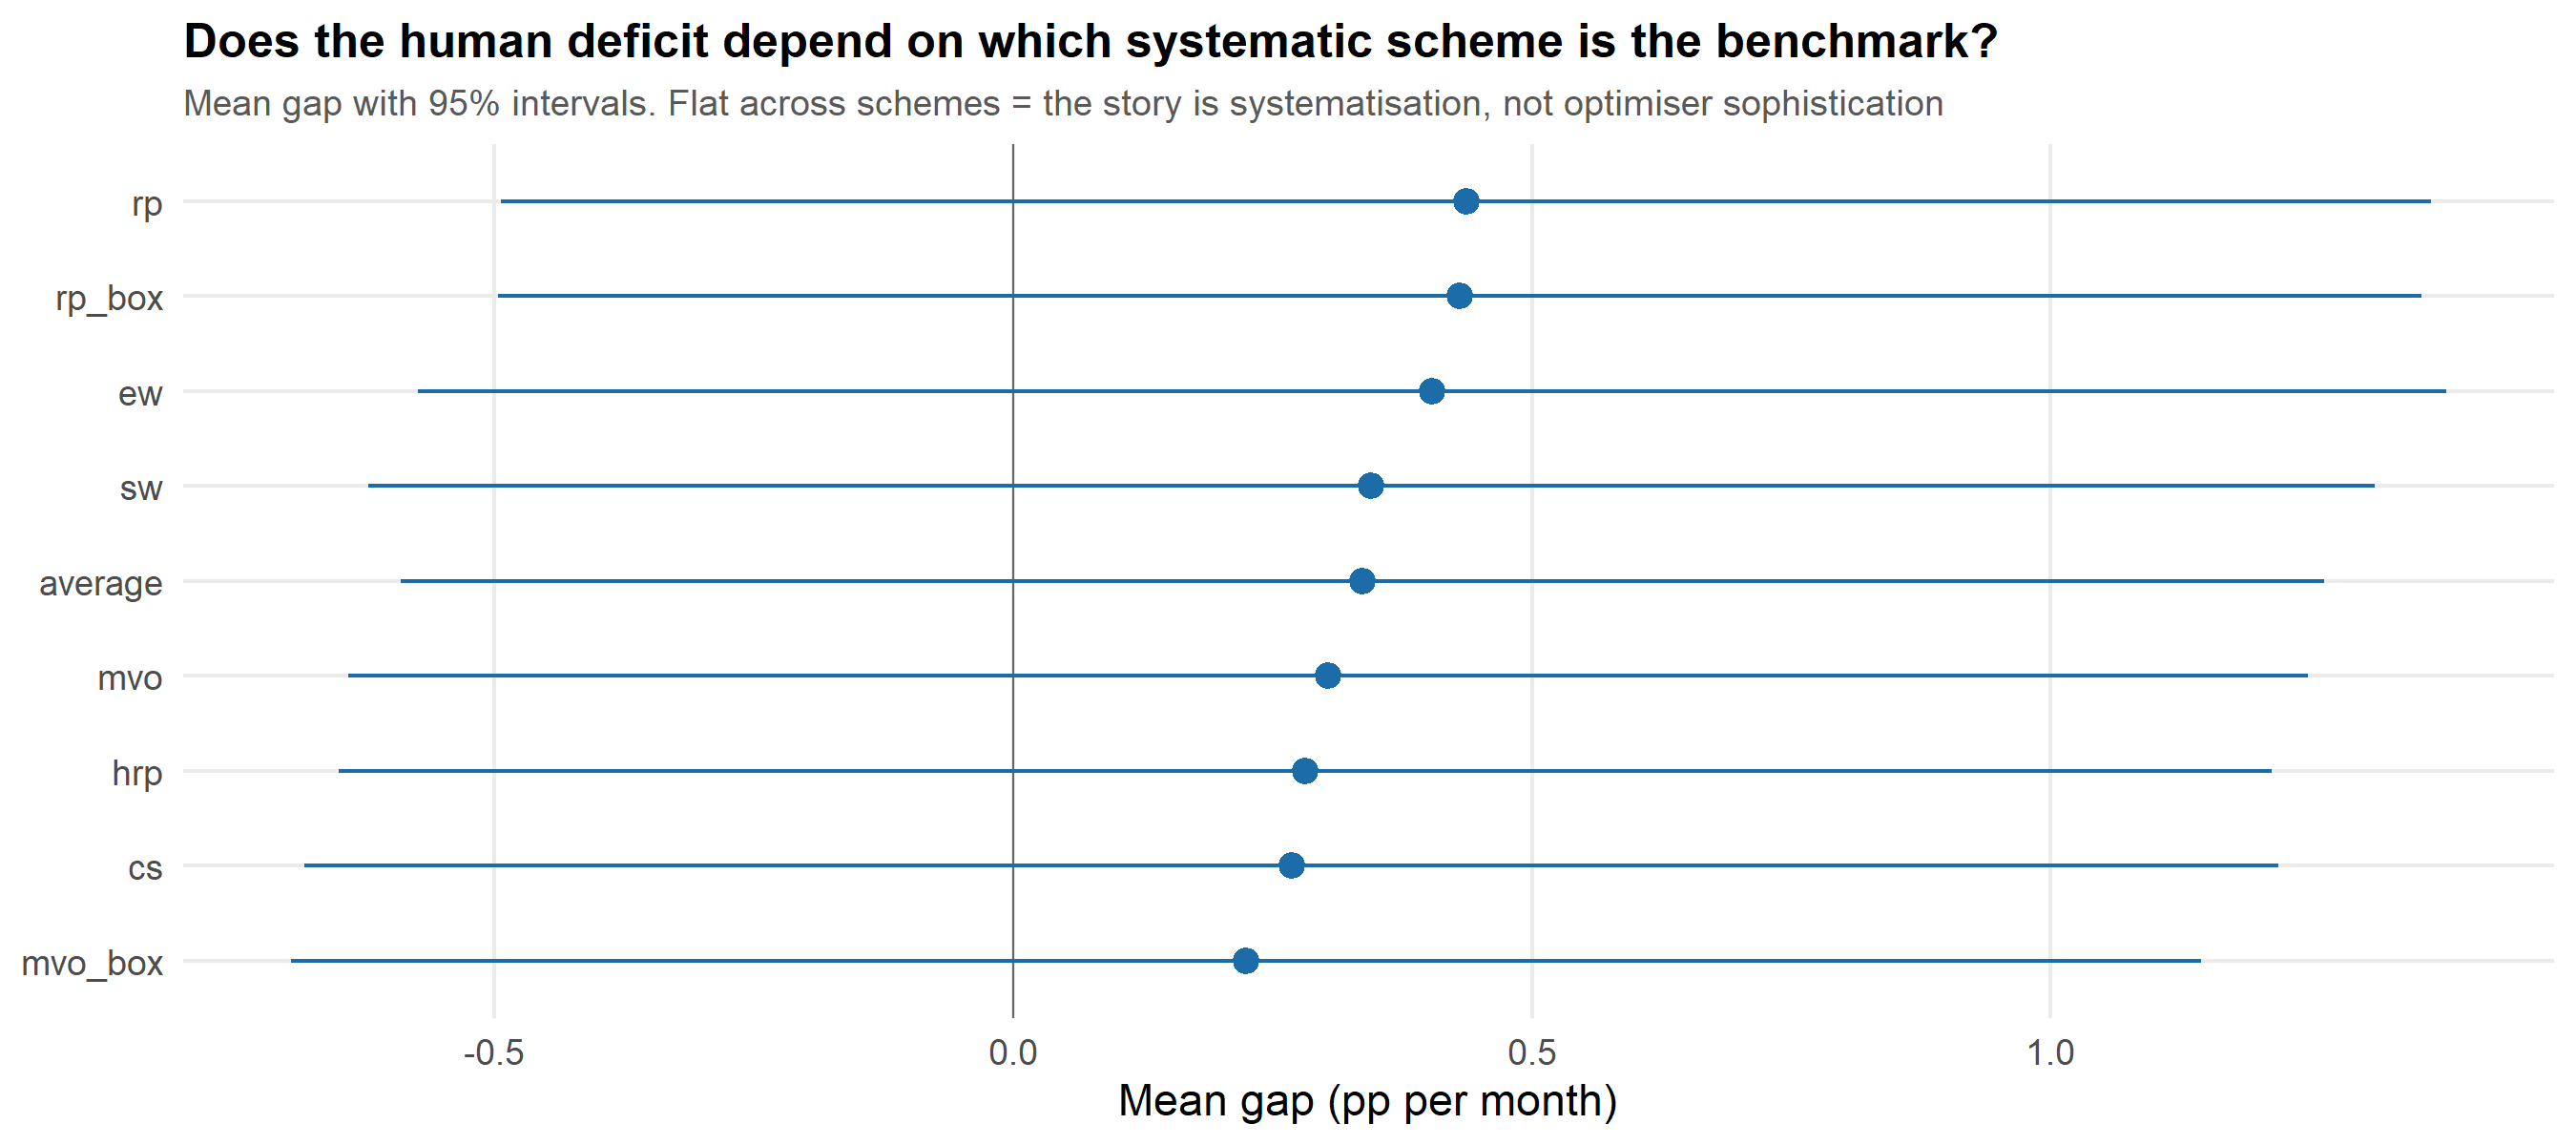 Does the human deficit depend on which systematic scheme is the benchmark?
Mean gap with 95% intervals. Flat across schemes = the story is systematisation, not optimiser sophistication
rp
rp_box
ew
sw
average
mvo
hrp
cs
mvo_box
-0.5 0.0 0.5 1.0
Mean gap (pp per month)